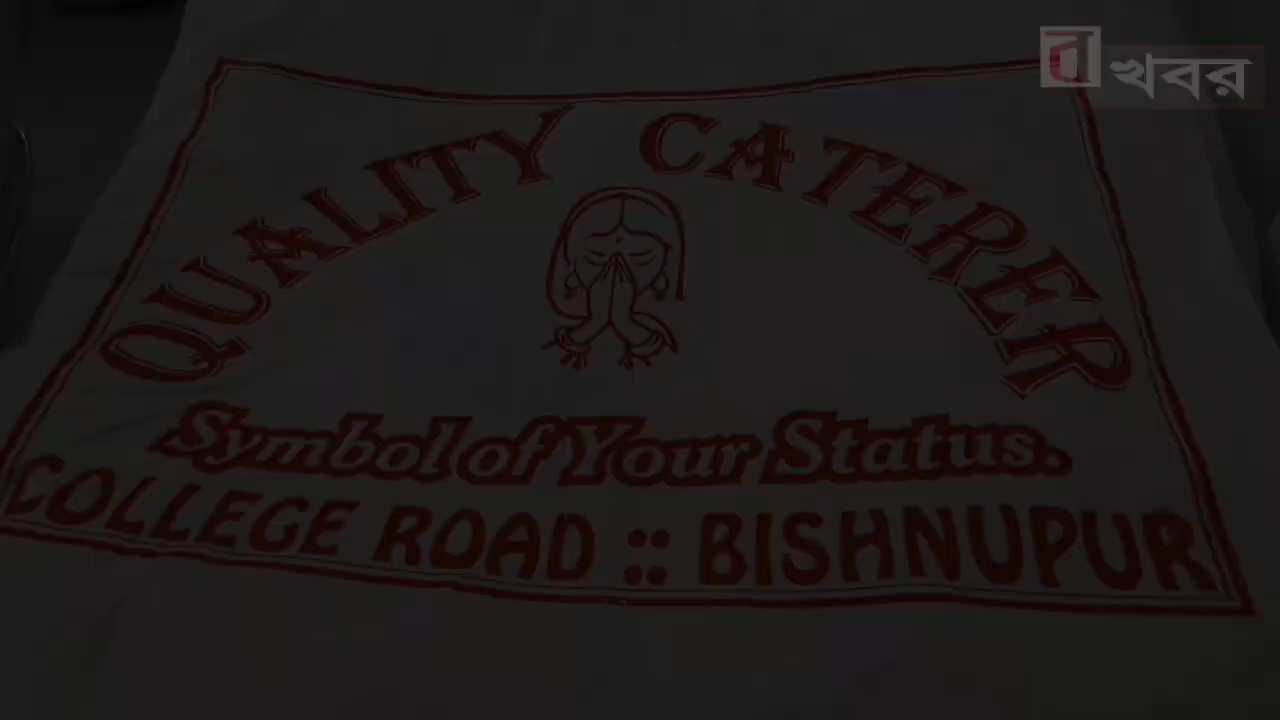 ব খবর
QUALITY CATERER
Symbol of Your Status.
COLLEGE ROAD :: BISHNUPUR